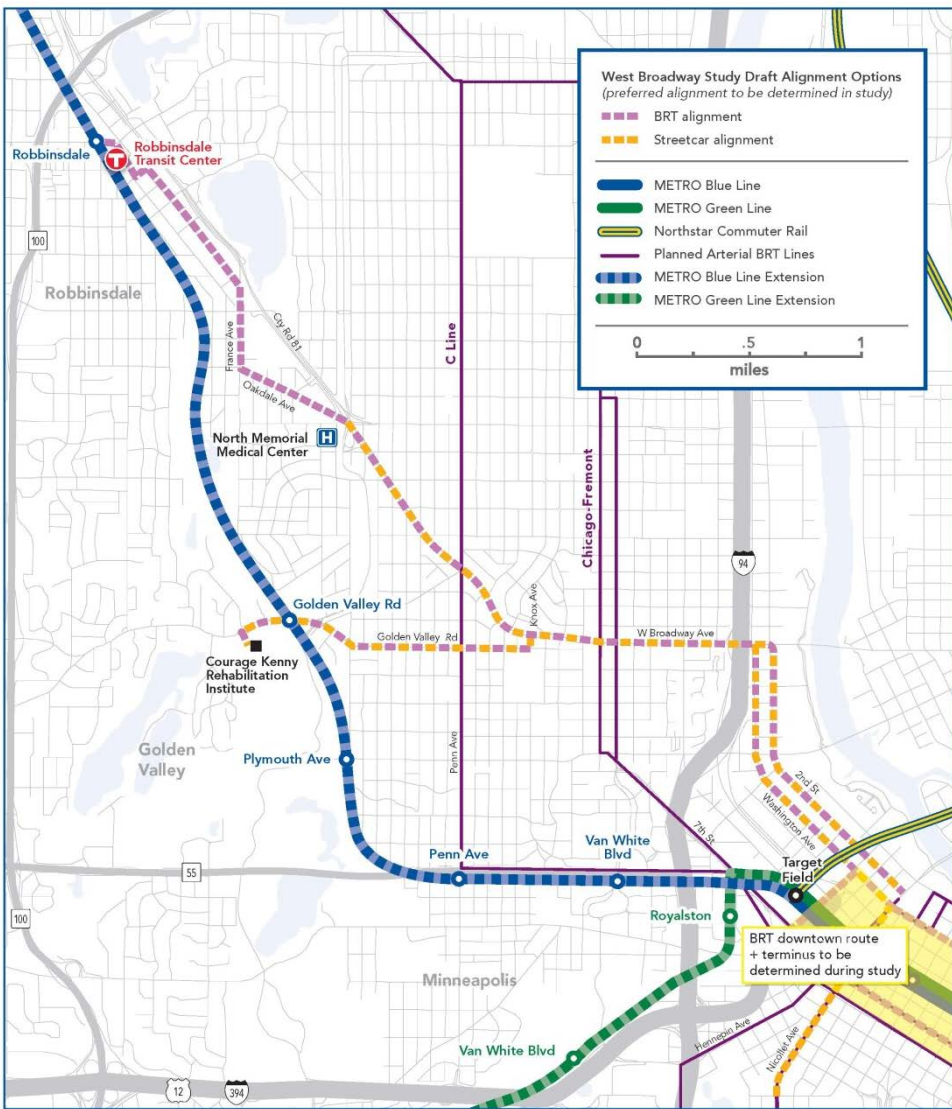 West Broadway Study Draft Alignment Options
(preferred alignment to be determined in study)
BRT alignment
Streetcar alignment
METRO Blue Line
METRO Green Line
Northstar Commuter Rail
Planned Arterial BRT Lines
METRO Blue Line Extension
METRO Green Line Extension
0
.5
1
miles
Robbinsdale
T
Robbinsdale
Transit Center
100
Robbinsdale
France Ave
Cty Rd 81
Oakdale Ave
C Line
North Memorial
Medical Center
H
Chicago-Fremont
94
Golden Valley Rd
Knox Ave
Golden Valley Rd
W Broadway Ave
Courage Kenny
Rehabilitation
Institute
Golden
Valley
Plymouth Ave
Penn Ave
2nd St
Washington Ave
7th St
55
Penn Ave
Van White
Blvd
Target
Field
100
Royalston
BRT downtown route
+ terminus to be
determined during study
Minneapolis
Hennepin Ave
Nicollet Ave
Van White Blvd
12
394